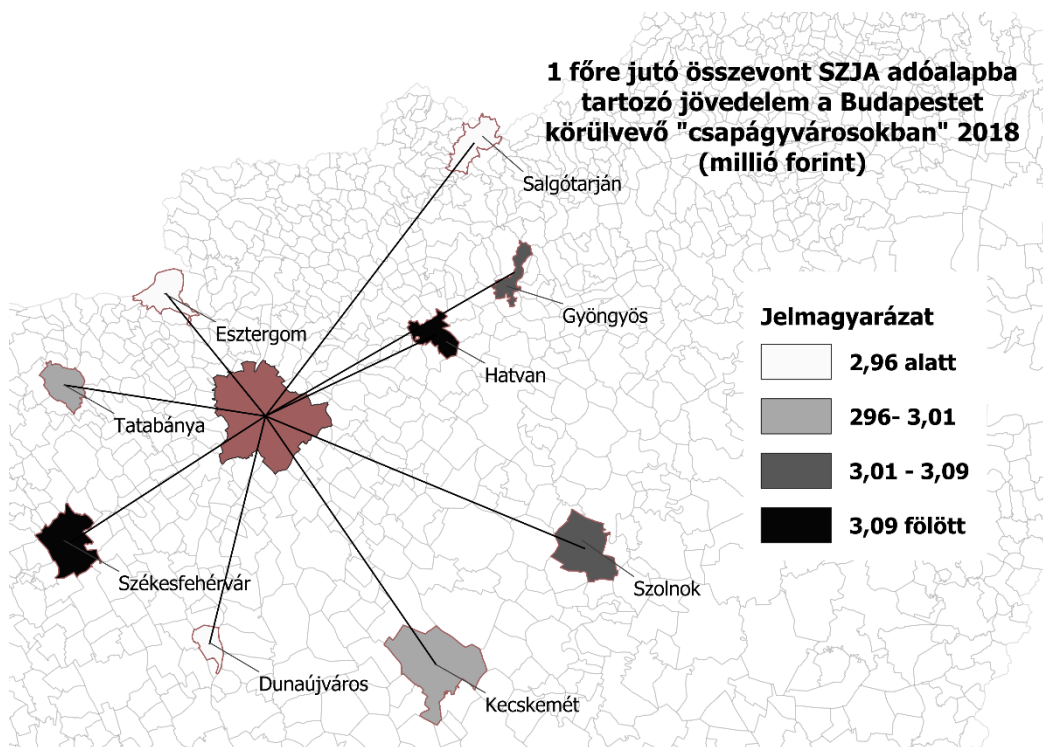 1 főre jutó összevont SZJA adóalapba
tartozó jövedelem a Budapestet
körülvevő "csapágyvárosokban" 2018
(millió forint)
Salgótarján
Gyöngyös
Esztergom
Hatvan
Tatabánya
Székesfehérvár
Szolnok
Dunaújváros
Kecskemét
Jelmagyarázat
2,96 alatt
296- 3,01
3,01 - 3,09
3,09 fölött